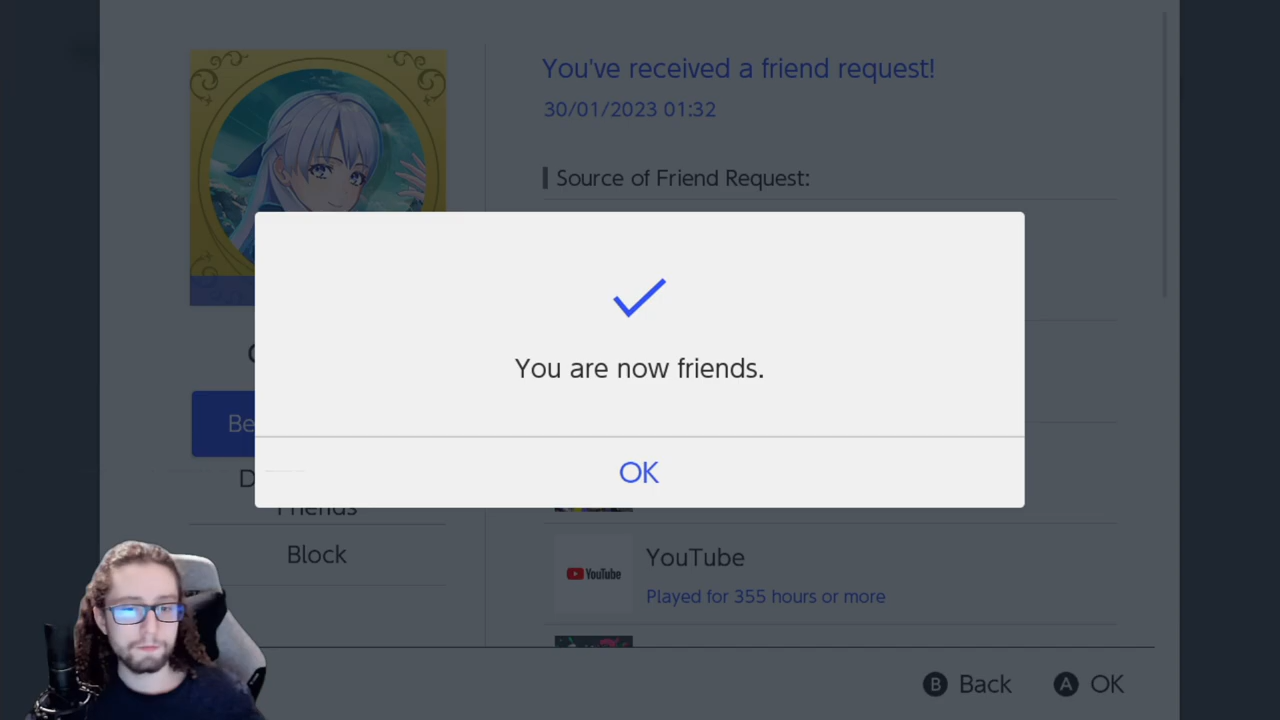 You've received a friend request!
30/01/2023 01:32
Source of Friend Request:
You are now friends.
OK
Friends
Block
YouTube
YouTube
Played for 355 hours or more
B Back
A OK